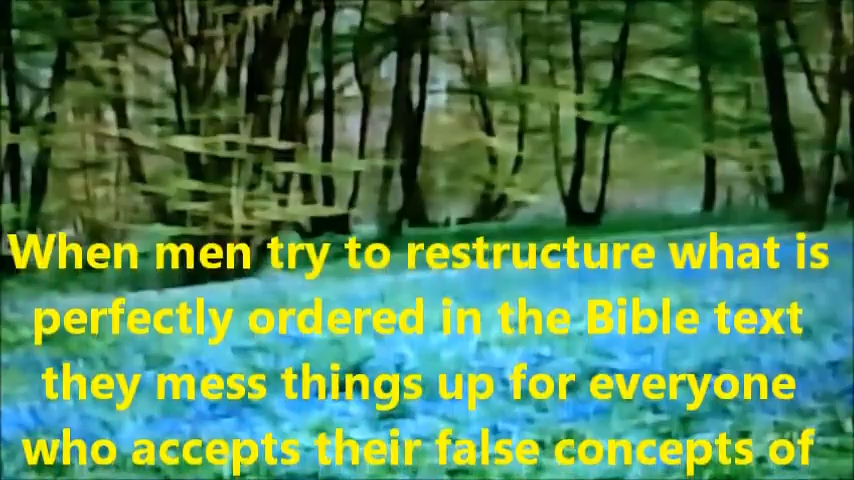 When men try to restructure what is
perfectly ordered in the Bible text
they mess things up for everyone
who accepts their false concepts of